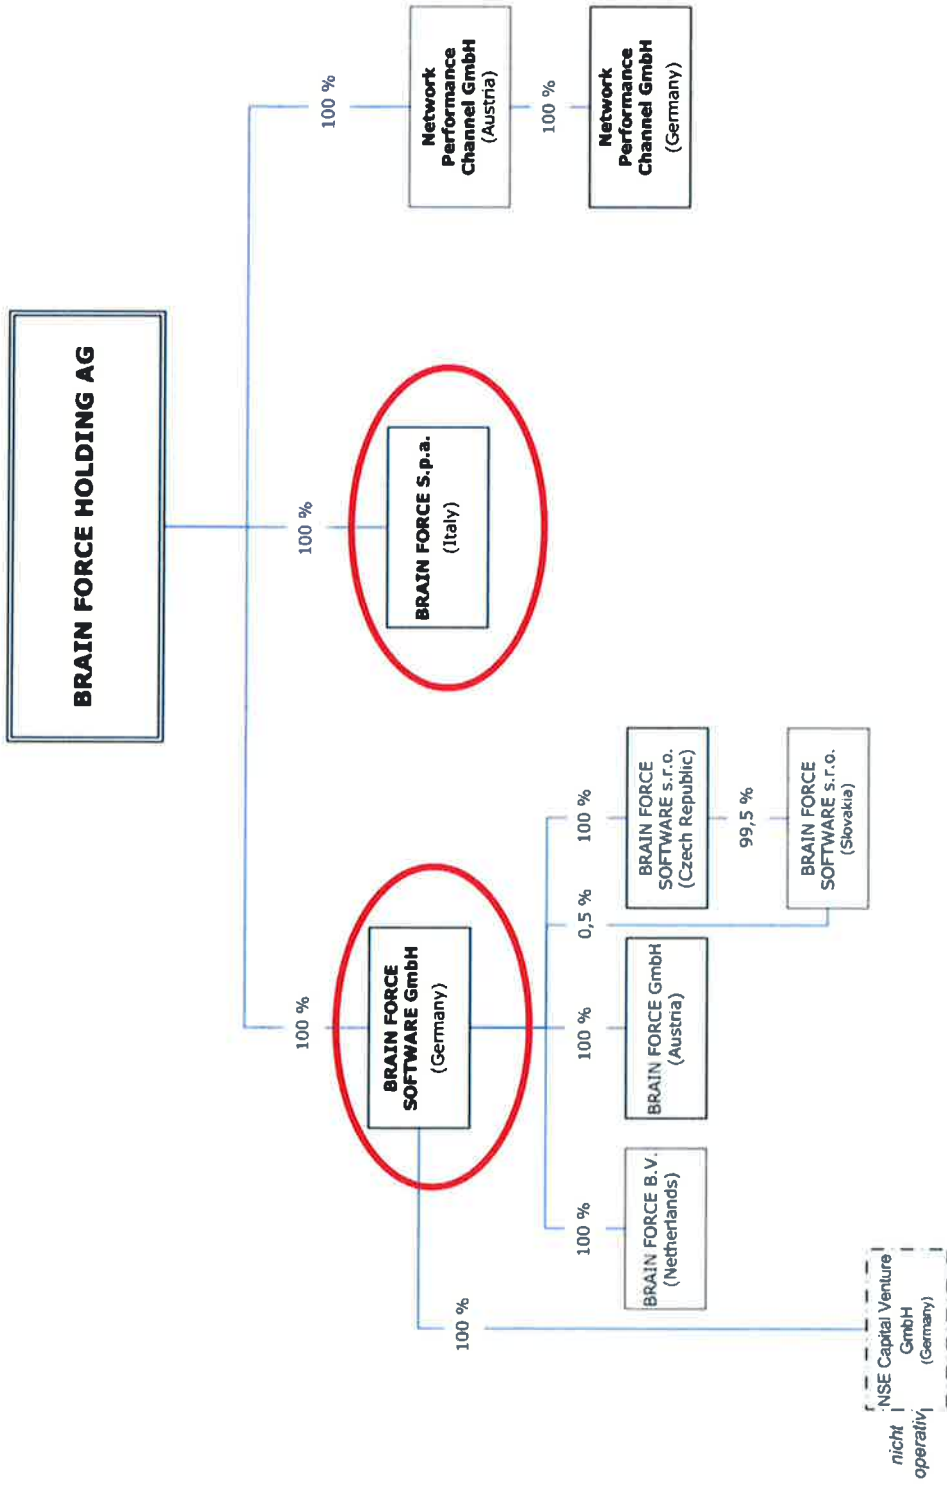 BRAIN FORCE HOLDING AG
100 %
100 %
100 %
BRAIN FORCE
SOFTWARE GmbH
(Germany)
BRAIN FORCE S.p.a.
(Italy)
Network
Performance
Channel GmbH
(Austria)
100 %
Network
Performance
Channel GmbH
(Germany)
100 %
100 %
100 %
0,5 %
100 %
BRAIN FORCE B.V.
(Netherlands)
BRAIN FORCE GmbH
(Austria)
BRAIN FORCE
SOFTWARE s.r.o.
(Czech Republic)
99,5 %
BRAIN FORCE
SOFTWARE s.r.o.
(Slovakia)
nicht
operativ
NSE Capital Venture
GmbH
(Germany)